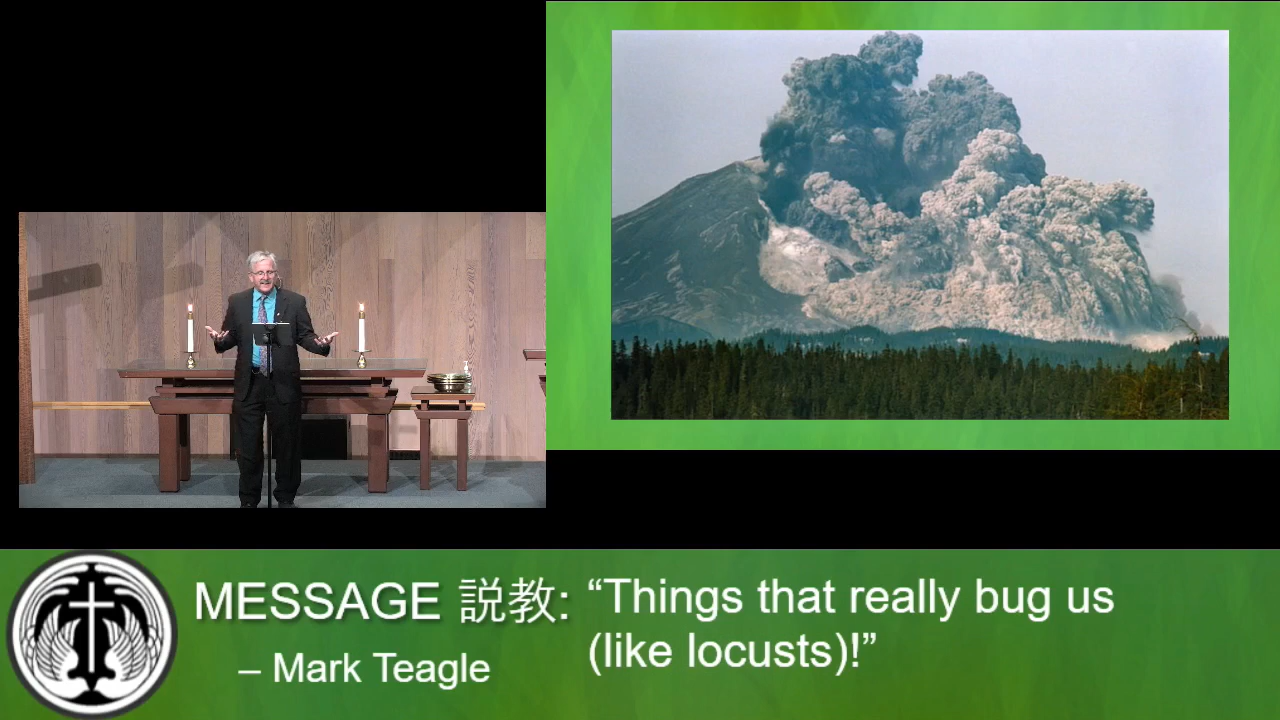 MESSAGE 説教:
– Mark Teagle
“Things that really bug us
(like locusts)!”